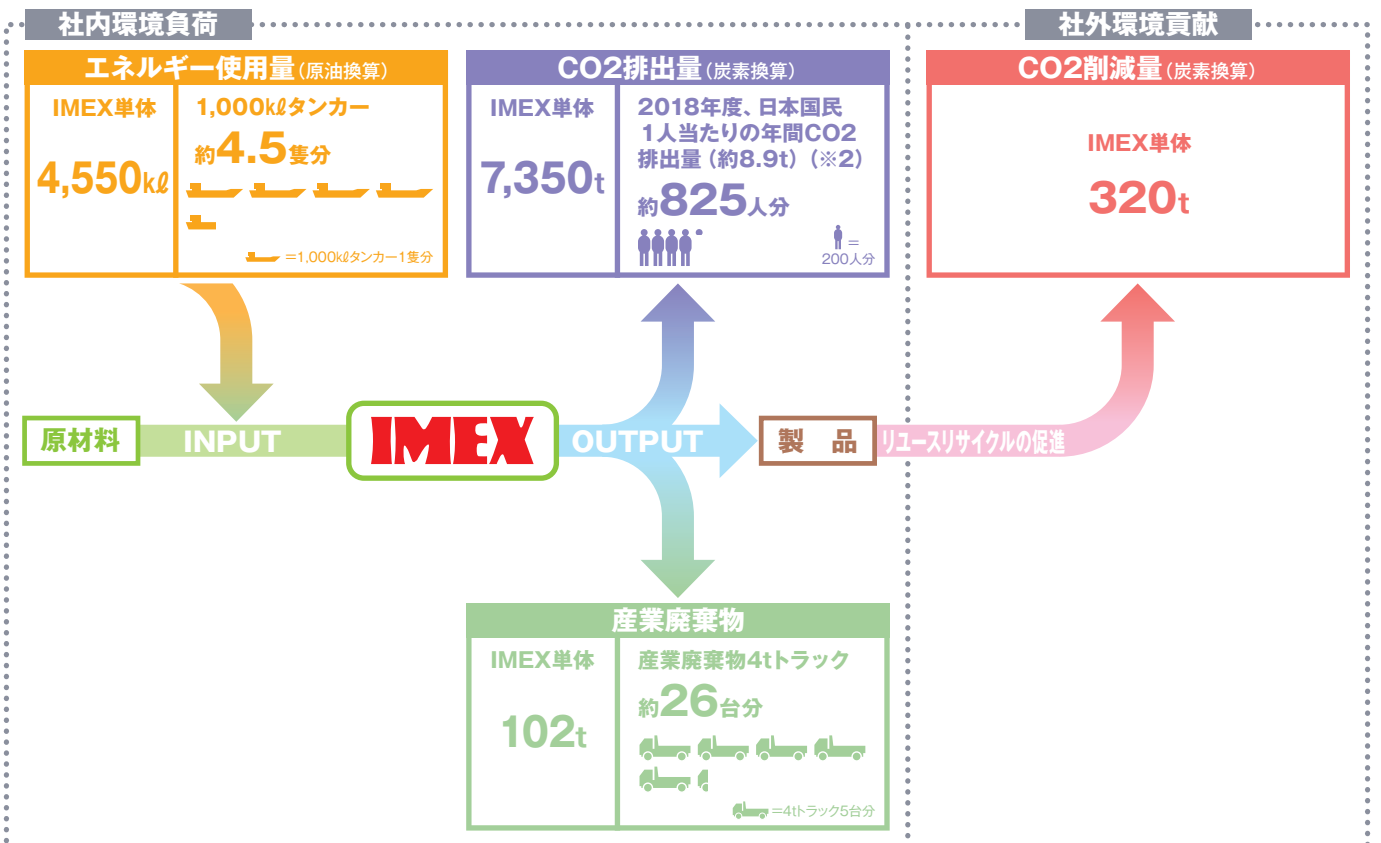 社内環境負荷
社外環境貢献
エネルギー使用量(原油換算)
IMEX単体
4,550kℓ
1,000kℓタンカー
約4.5隻分
=1,000kℓタンカー1隻分
CO2排出量(炭素換算)
IMEX単体
7,350t
2018年度、日本国民
1人当たりの年間CO2
排出量(約8.9t)(※2)
約825人分
=
200人分
CO2削減量(炭素換算)
IMEX単体
320t
原材料
INPUT
IMEX
OUTPUT
製品
リユースリサイクルの促進
産業廃棄物
IMEX単体
102t
産業廃棄物4tトラック
約26台分
=4tトラック5台分